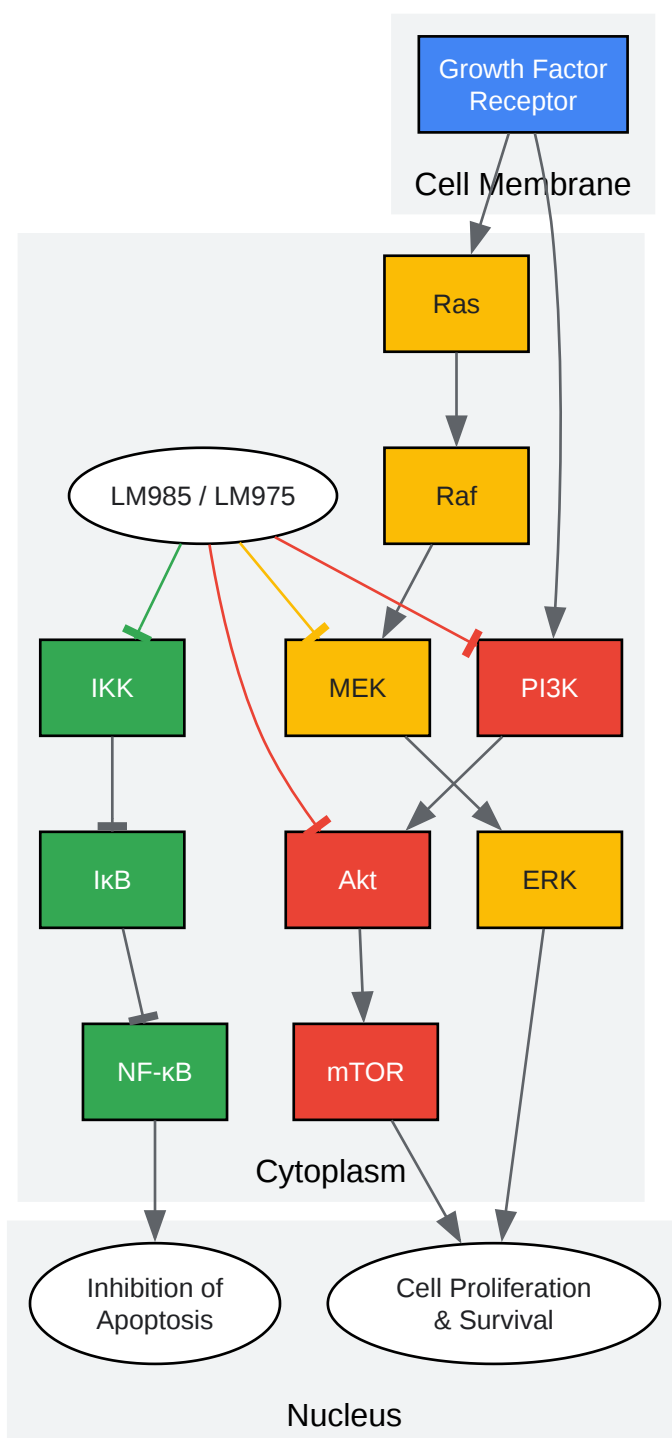 Growth Factor
Receptor
Cell Membrane
Ras
LM985 / LM975
Raf
IKK
MEK
PI3K
IκB
Akt
ERK
NF-κB
mTOR
Cytoplasm
Inhibition of
Apoptosis
Cell Proliferation
& Survival
Nucleus